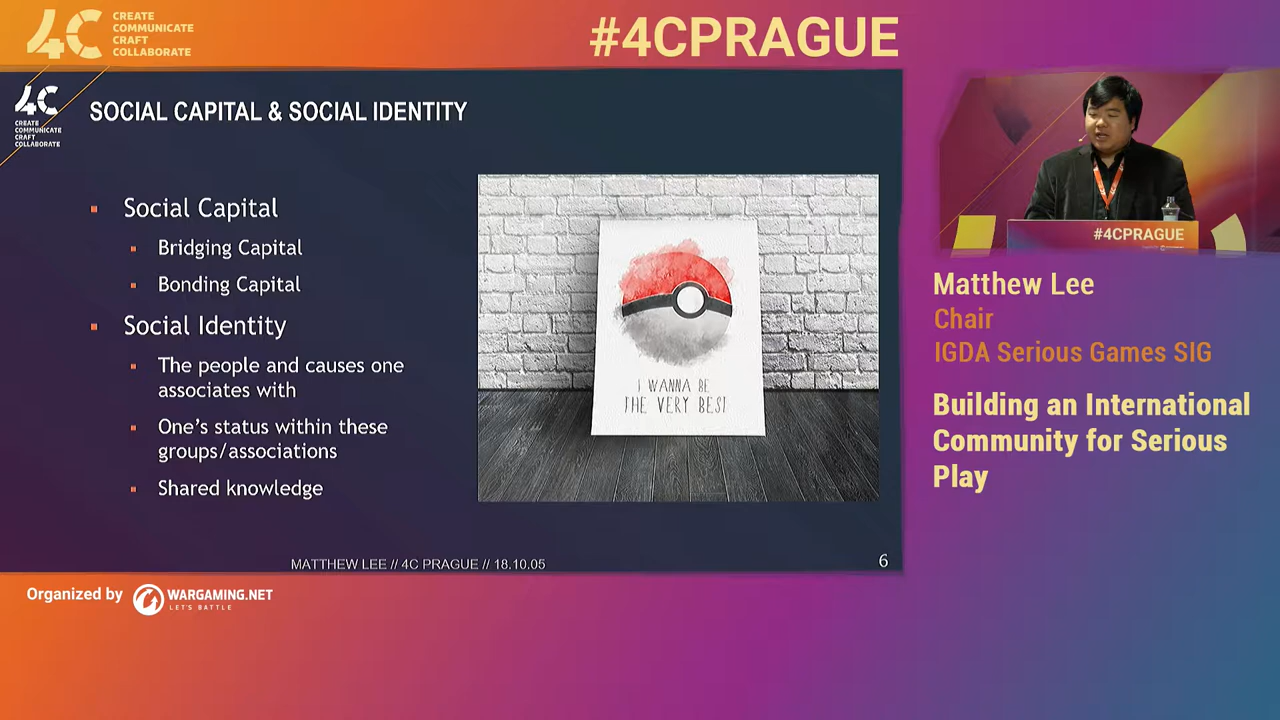 4C
CREATE
COMMUNICATE
CRAFT
COLLABORATE
#4CPRAGUE
4C
CREATE
COMMUNICATE
CRAFT
COLLABORATE
SOCIAL CAPITAL & SOCIAL IDENTITY
Social Capital
Bridging Capital
Bonding Capital
Social Identity
The people and causes one
associates with
One's status within these
groups/associations
Shared knowledge
I WANNA BE
THE VERY BEST
MATTHEW LEE // 4C PRAGUE // 18.10.05
6
#4CPRAGUE
Matthew Lee
Chair
IGDA Serious Games SIG
Building an International
Community for Serious
Play
Organized by
WARGAMING.NET
LET'S BATTLE